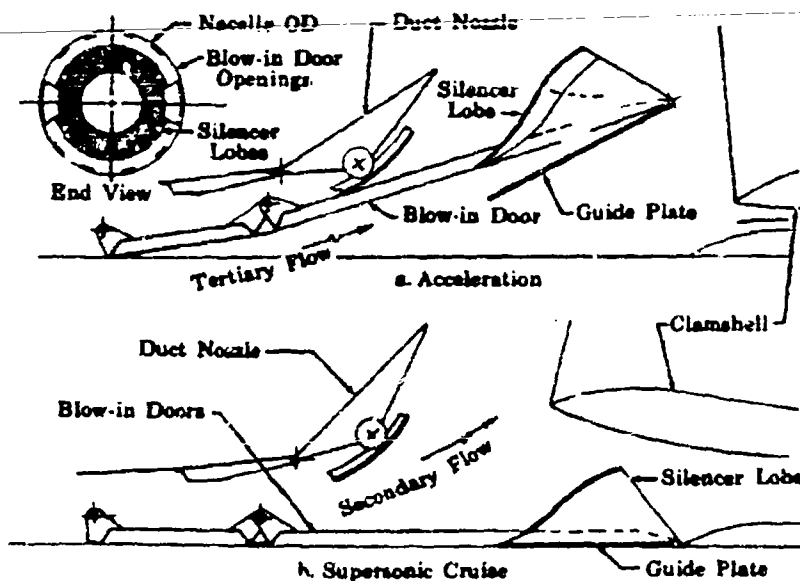 Nacelle OD
Duct Nozzle
Blow-in Door
Openings
Silencer
Lobe
Silencer
Lobes
End View
Blow-in Door
Guide Plate
Tertiary Flow
a. Acceleration
Clamshell
Duct Nozzle
Blow-in Doors
Secondary Flow
Silencer Lobe
Guide Plate
b. Supersonic Cruise